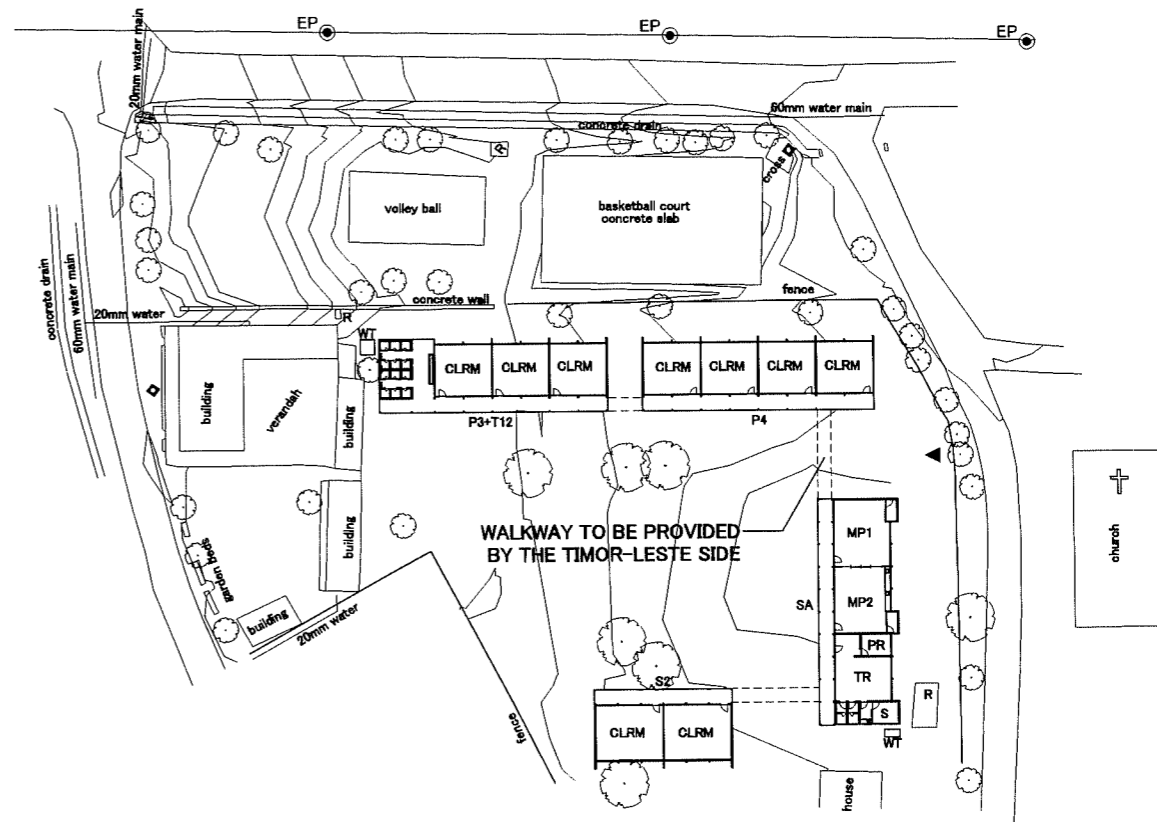 EP
EP
EP
20mm water main
60mm water main
concrete drain
R
cross
volley ball
basketball court
concrete slab
fence
concrete drain
60mm water main
20mm water
concrete wall
R
WT
CLRM
CLRM
CLRM
CLRM
CLRM
CLRM
CLRM
building
verandah
building
P3+T12
P4
WALKWAY TO BE PROVIDED
BY THE TIMOR-LESTE SIDE
MP1
church
building
garden beds
SA
MP2
PR
building
20mm water
S2
TR
R
S
fence
CLRM
CLRM
WT
house